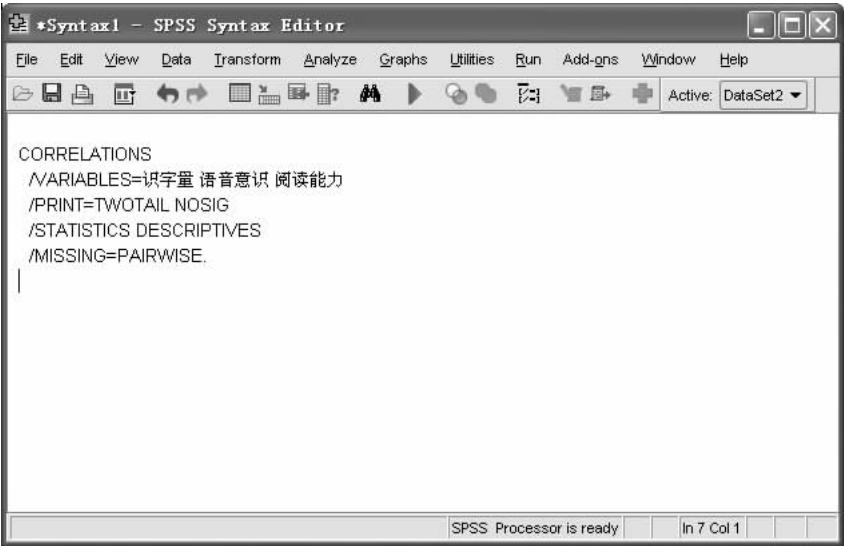 *Syntax1 - SPSS Syntax Editor
File Edit View Data Transform Analyze Graphs Utilities Run Add-ons Window Help
Active: DataSet2
CORRELATIONS
/VARIABLES=识字量 语音意识 阅读能力
/PRINT=TWOTAIL NOSIG
/STATISTICS DESCRIPTIVES
/MISSING=PAIRWISE.
SPSS Processor is ready In 7 Col 1